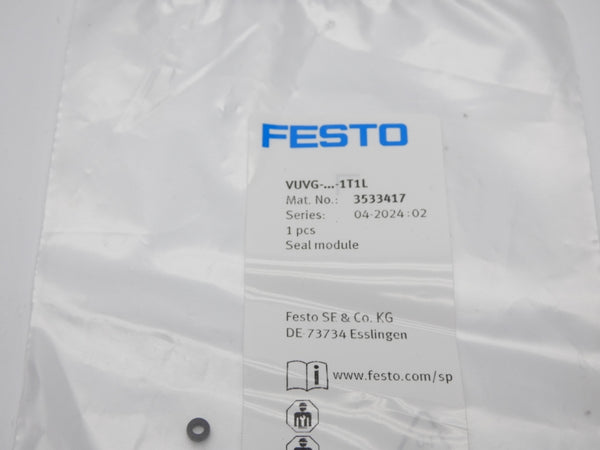 FESTO
VUVG-...-1T1L
Mat. No.: 3533417
Series: 04-2024:02
1 pcs
Seal module
Festo SE & Co. KG
DE-73734 Esslingen
www.festo.com/sp